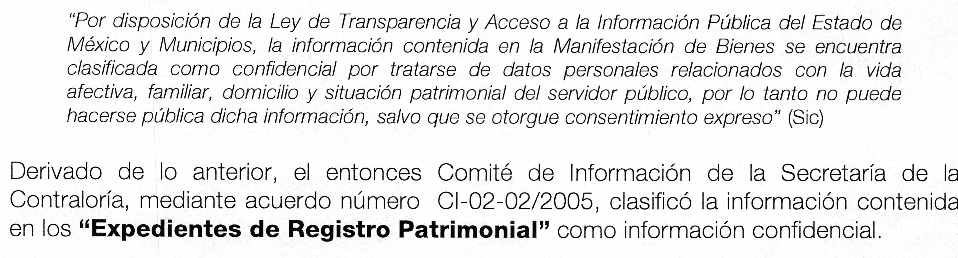 “Por disposición de la Ley de Transparencia y Acceso a la Información Pública del Estado de
México y Municipios, la información contenida en la Manifestación de Bienes se encuentra
clasificada como confidencial por tratarse de datos personales relacionados con la vida
afectiva, familiar, domicilio y situación patrimonial del servidor público, por lo tanto no puede
hacerse pública dicha información, salvo que se otorgue consentimiento expreso” (Sic)
Derivado de lo anterior, el entonces Comité de Información de la Secretaría de la
Contraloría, mediante acuerdo número CI-02-02/2005, clasificó la información contenida
en los “Expedientes de Registro Patrimonial” como información confidencial.